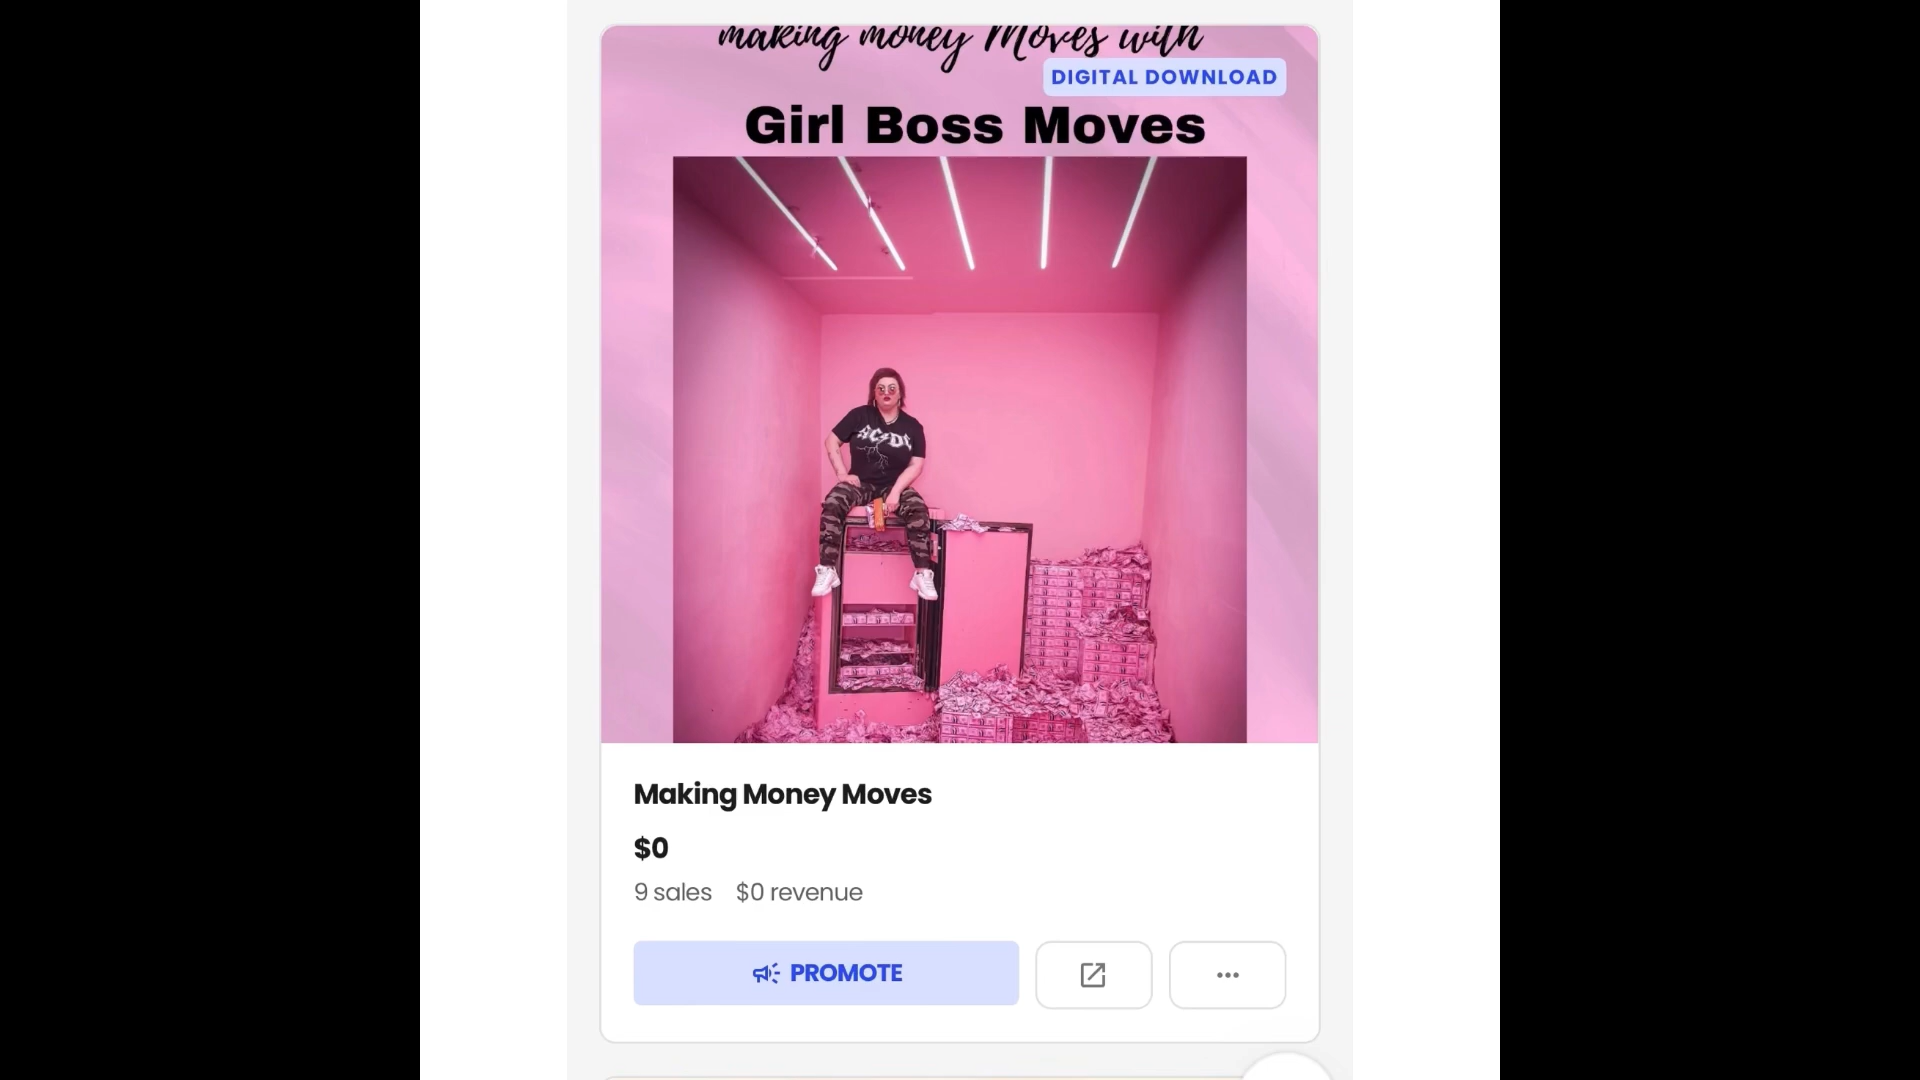 making money Moves with
DIGITAL DOWNLOAD
Girl Boss Moves
AC DC
Making Money Moves
$0
9 sales $0 revenue
PROMOTE